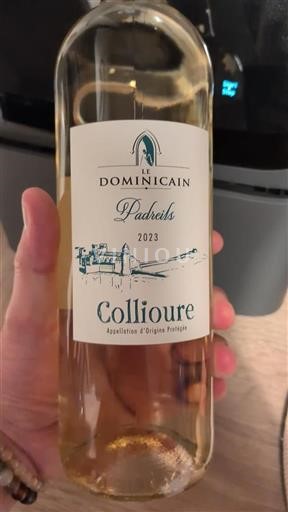 LE
DOMINICAIN
Padreils
2023
Collioure
Appellation d'Origine Protégée